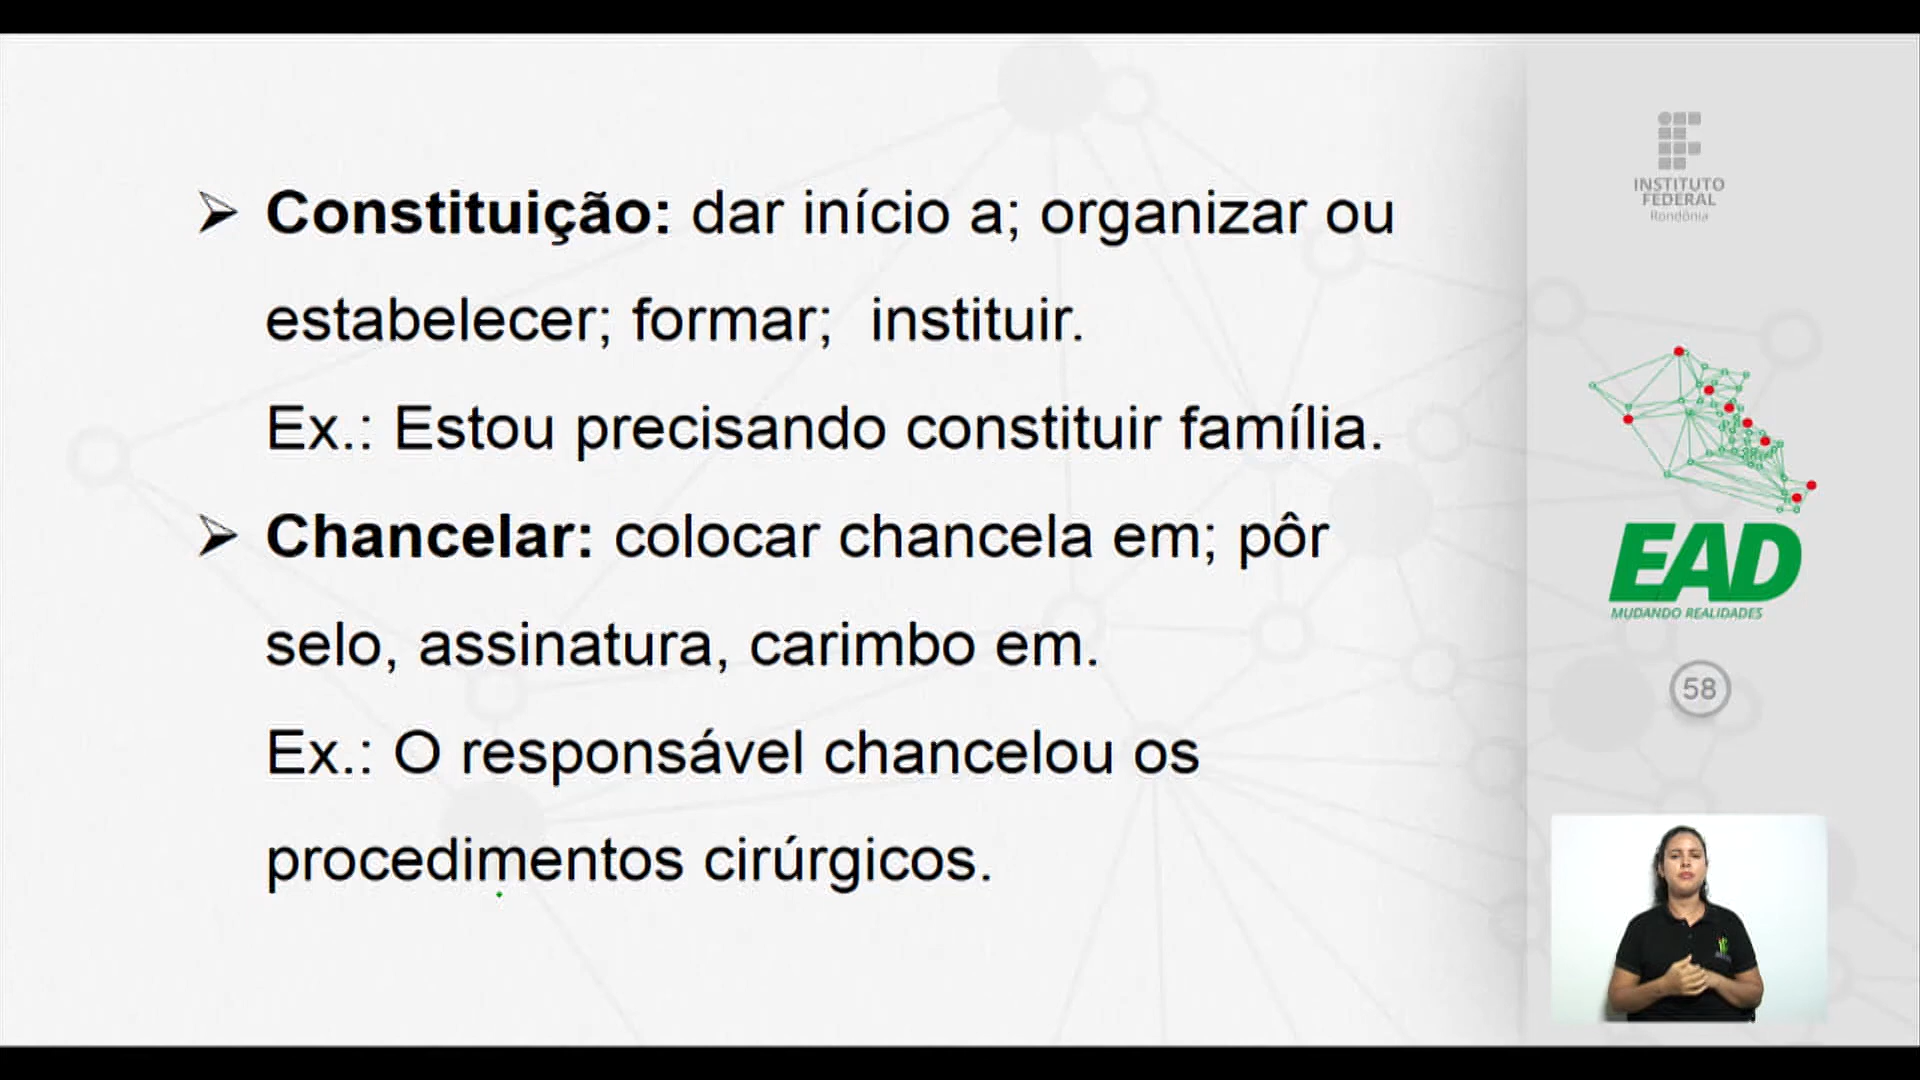 Constituição: dar início a; organizar ou
estabelecer; formar; instituir.
Ex.: Estou precisando constituir família.
Chancelar: colocar chancela em; pôr
selo, assinatura, carimbo em.
Ex.: O responsável chancelou os
procedimentos cirúrgicos.
INSTITUTO
FEDERAL
Rondônia
EAD
MUDANDO REALIDADES
58